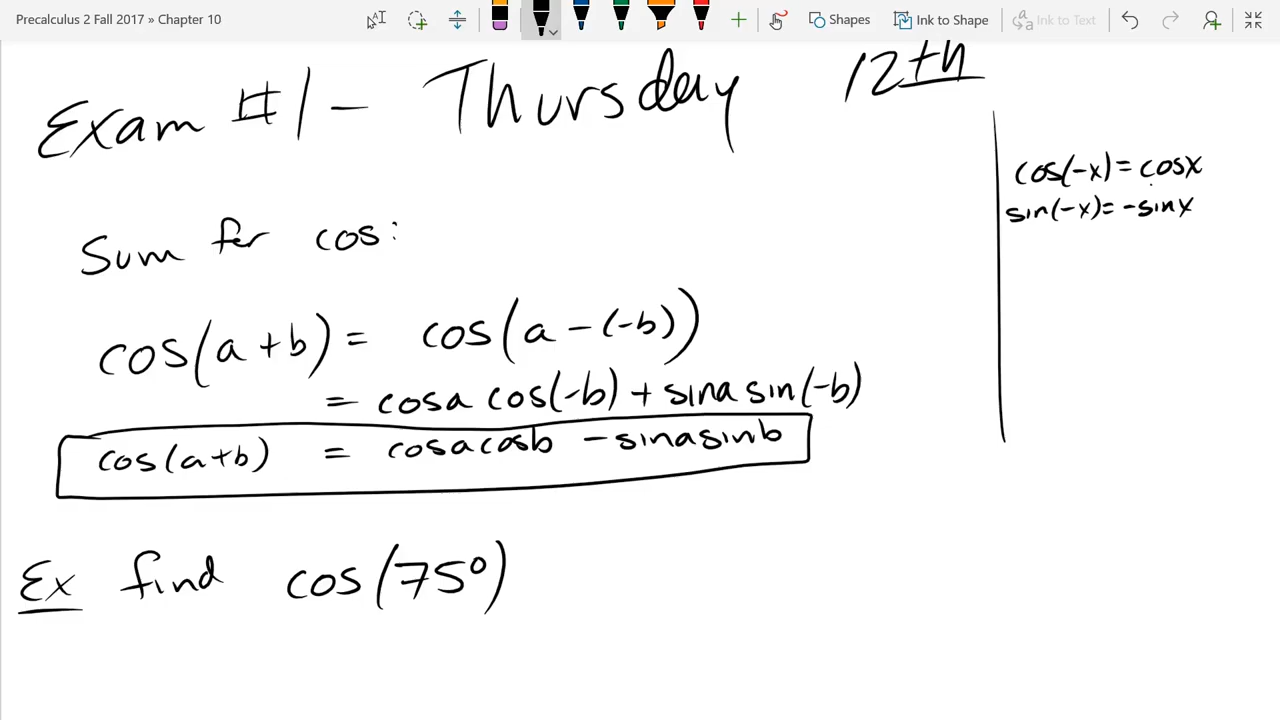 Precalculus 2 Fall 2017 » Chapter 10
Shapes
Ink to Shape
Ink to Text
Exam #1 - Thursday 12th
cos(-x) = cosx
sin(-x) = -sinx
Sum for cos:
cos(a+b) = cos(a-(-b))
= cosa cos(-b) + sina sin(-b)
cos(a+b) = cosacosb - sinasinb
Ex find cos(75°)